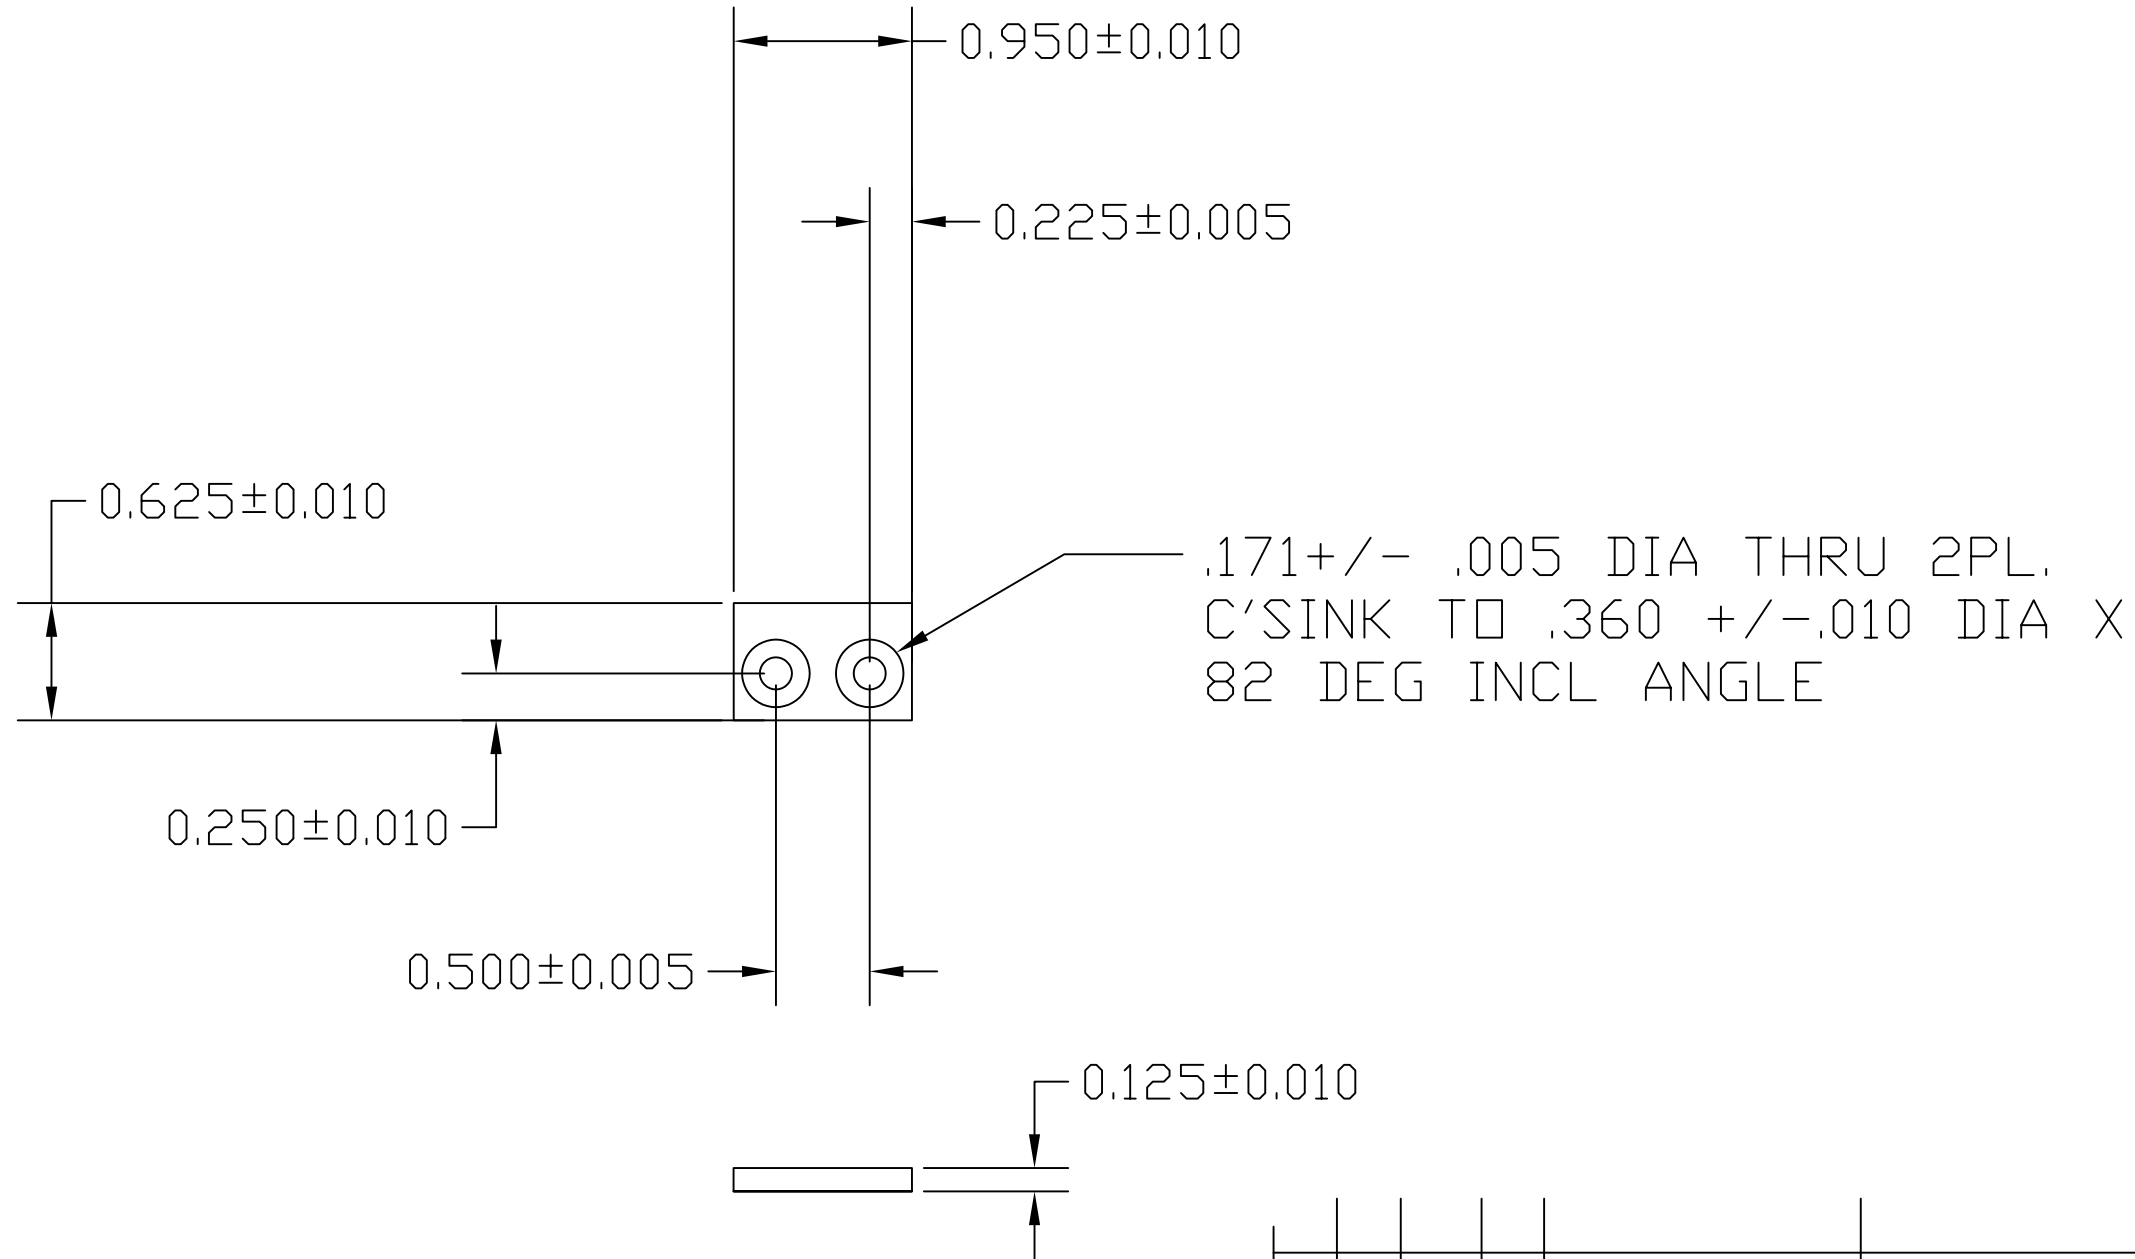 0.950±0.010
0.225±0.005
0.625±0.010
.171+/- .005 DIA THRU 2PL.
C'SINK TO .360 +/-.010 DIA X
82 DEG INCL ANGLE
0.250±0.010
0.500±0.005
0.125±0.010